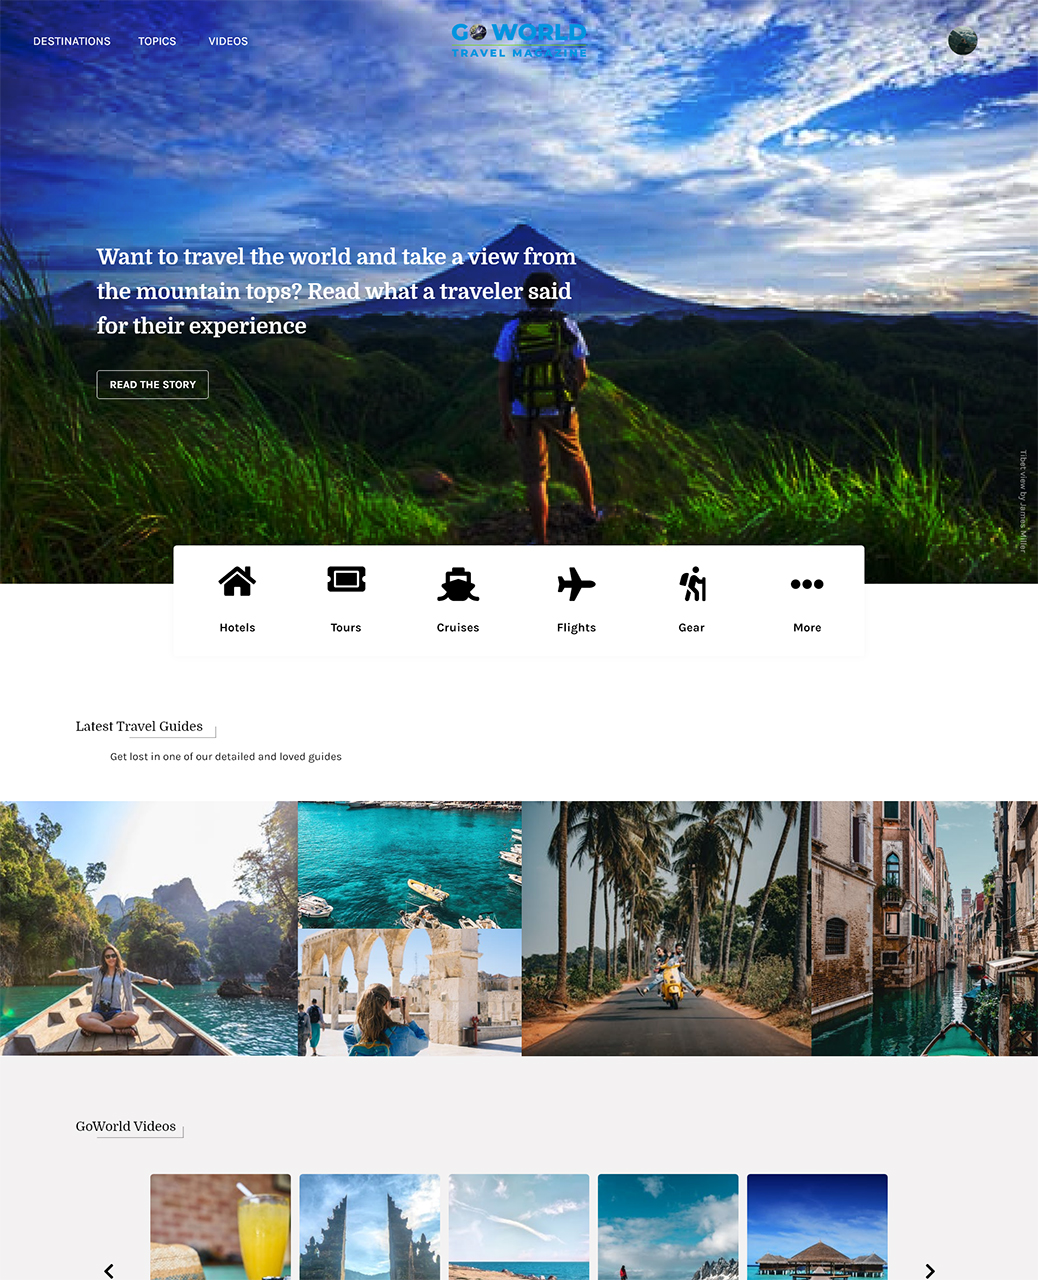 DESTINATIONS
TOPICS
VIDEOS
GO WORLD
TRAVEL MAGAZINE
Want to travel the world and take a view from
the mountain tops? Read what a traveler said
for their experience
READ THE STORY
Tibet view by James Miller
Hotels
Tours
Cruises
Flights
Gear
More
Latest Travel Guides
Get lost in one of our detailed and loved guides
GoWorld Videos